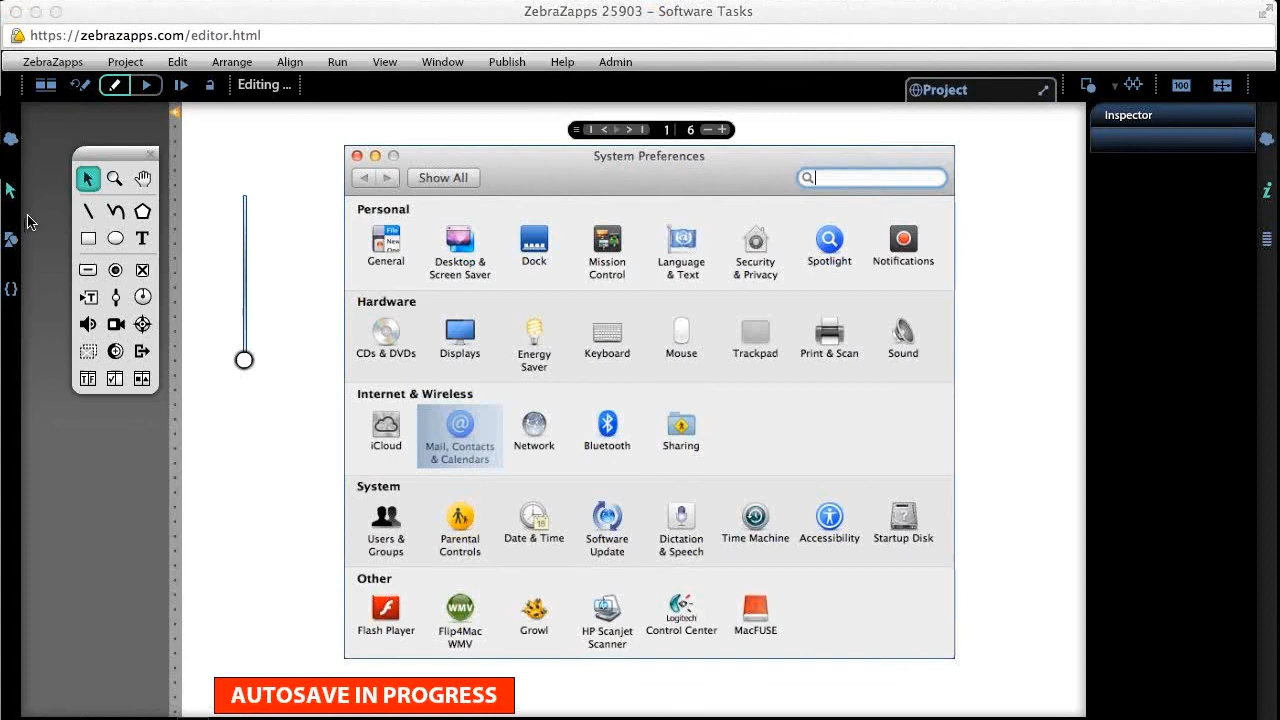 ZebraZapps 25903 – Software Tasks
https://zebrazapps.com/editor.html
ZebraZapps Project Edit Arrange Align Run View Window Publish Help Admin
Editing ...
Project
100
Inspector
1 6
System Preferences
Show All
Personal
General
Desktop & Screen Saver
Dock
Mission Control
Language & Text
Security & Privacy
Spotlight
Notifications
Hardware
CDs & DVDs
Displays
Energy Saver
Keyboard
Mouse
Trackpad
Print & Scan
Sound
Internet & Wireless
iCloud
Mail, Contacts & Calendars
Network
Bluetooth
Sharing
System
Users & Groups
Parental Controls
Date & Time
Software Update
Dictation & Speech
Time Machine
Accessibility
Startup Disk
Other
Flash Player
WMV
Flip4Mac WMV
Growl
HP Scanjet Scanner
Logitech Control Center
MacFUSE
AUTOSAVE IN PROGRESS